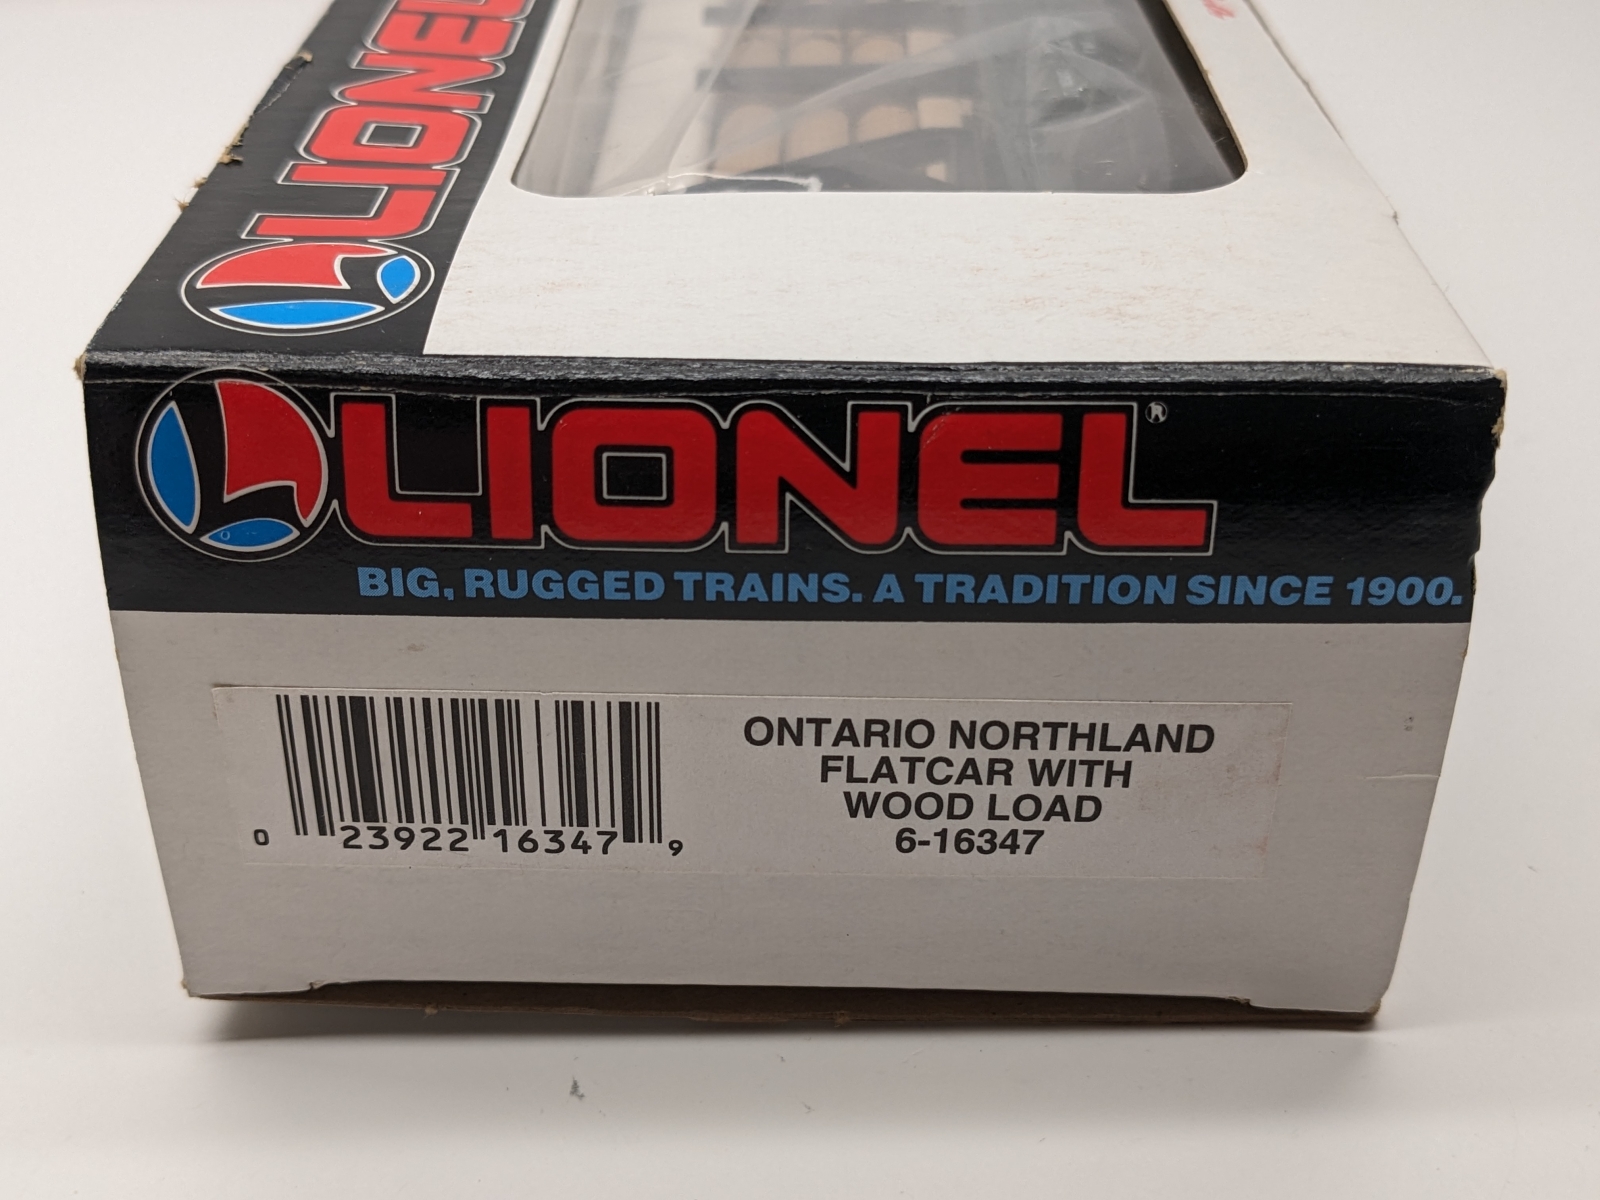 LIONEL
LIONEL®
BIG, RUGGED TRAINS. A TRADITION SINCE 1900.
ONTARIO NORTHLAND
FLATCAR WITH
WOOD LOAD
6-16347
0 23922 16347 9